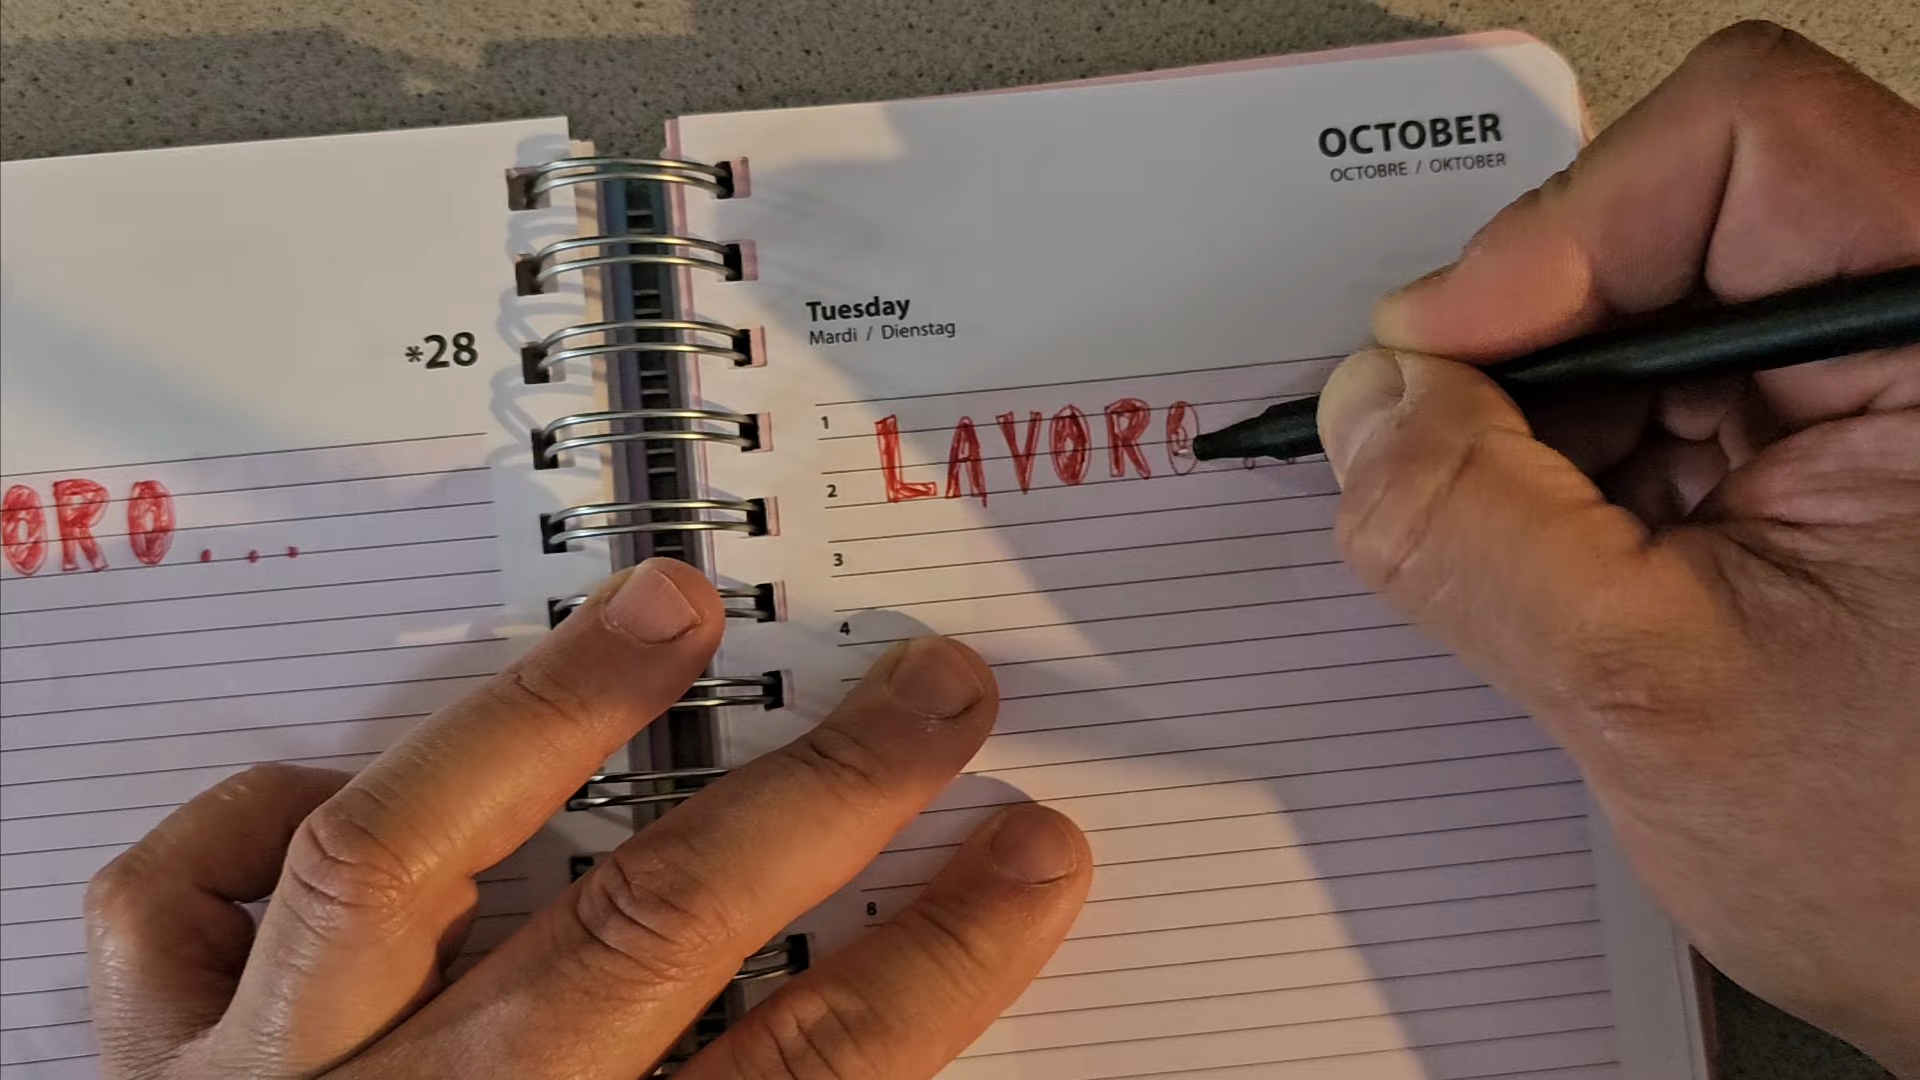 *28
ORO...
OCTOBER
OCTOBRE / OKTOBER
Tuesday
Mardi / Dienstag
1
LAVORO
2
3
4
8